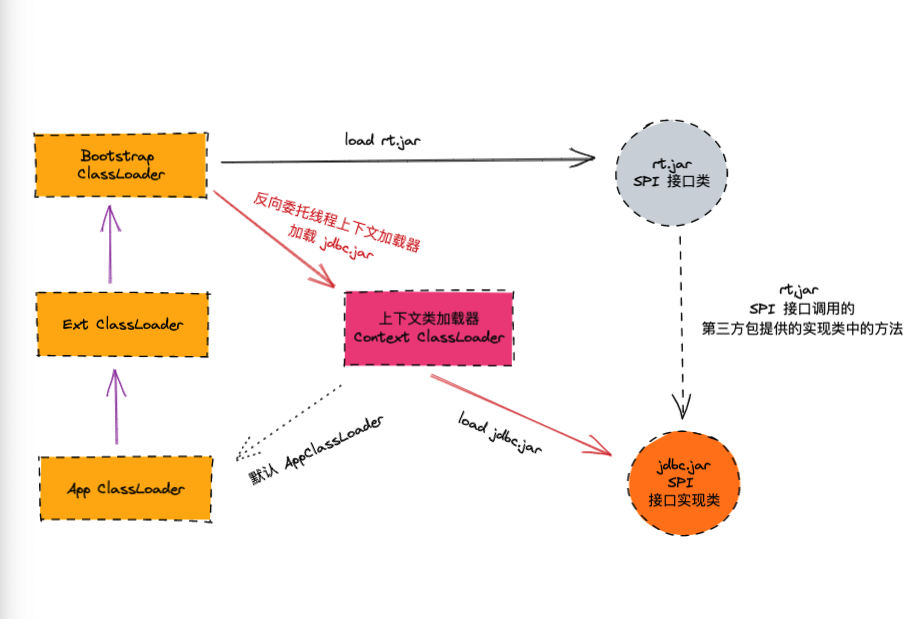 load rt.jar
Bootstrap
ClassLoader
rt.jar
SPI 接口类
反向委托线程上下文加载器
加载 jdbc.jar
rt.jar
SPI 接口调用的
第三方包提供的实现类中的方法
Ext ClassLoader
上下文类加载器
Context ClassLoader
load jdbc.jar
默认 AppClassLoader
App ClassLoader
jdbc.jar
SPI
接口实现类